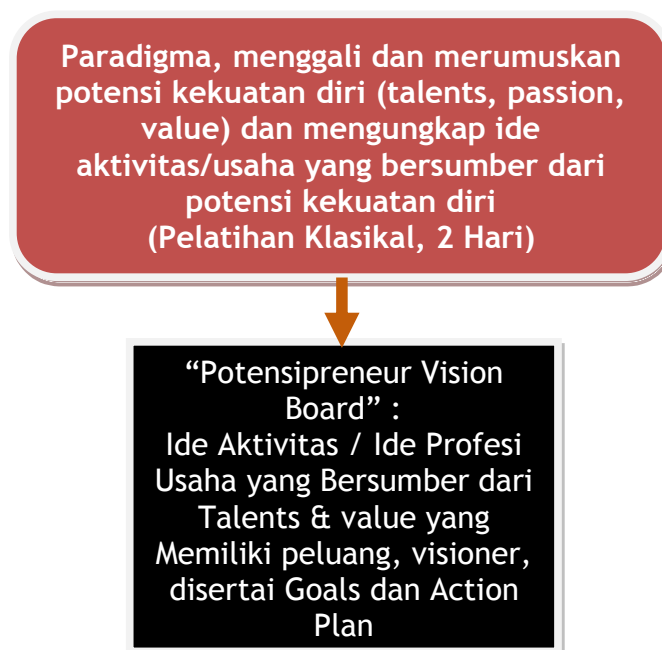 Paradigma, menggali dan merumuskan
potensi kekuatan diri (talents, passion,
value) dan mengungkap ide
aktivitas/usaha yang bersumber dari
potensi kekuatan diri
(Pelatihan Klasikal, 2 Hari)
“Potensipreneur Vision
Board” :
Ide Aktivitas / Ide Profesi
Usaha yang Bersumber dari
Talents & value yang
Memiliki peluang, visioner,
disertai Goals dan Action
Plan